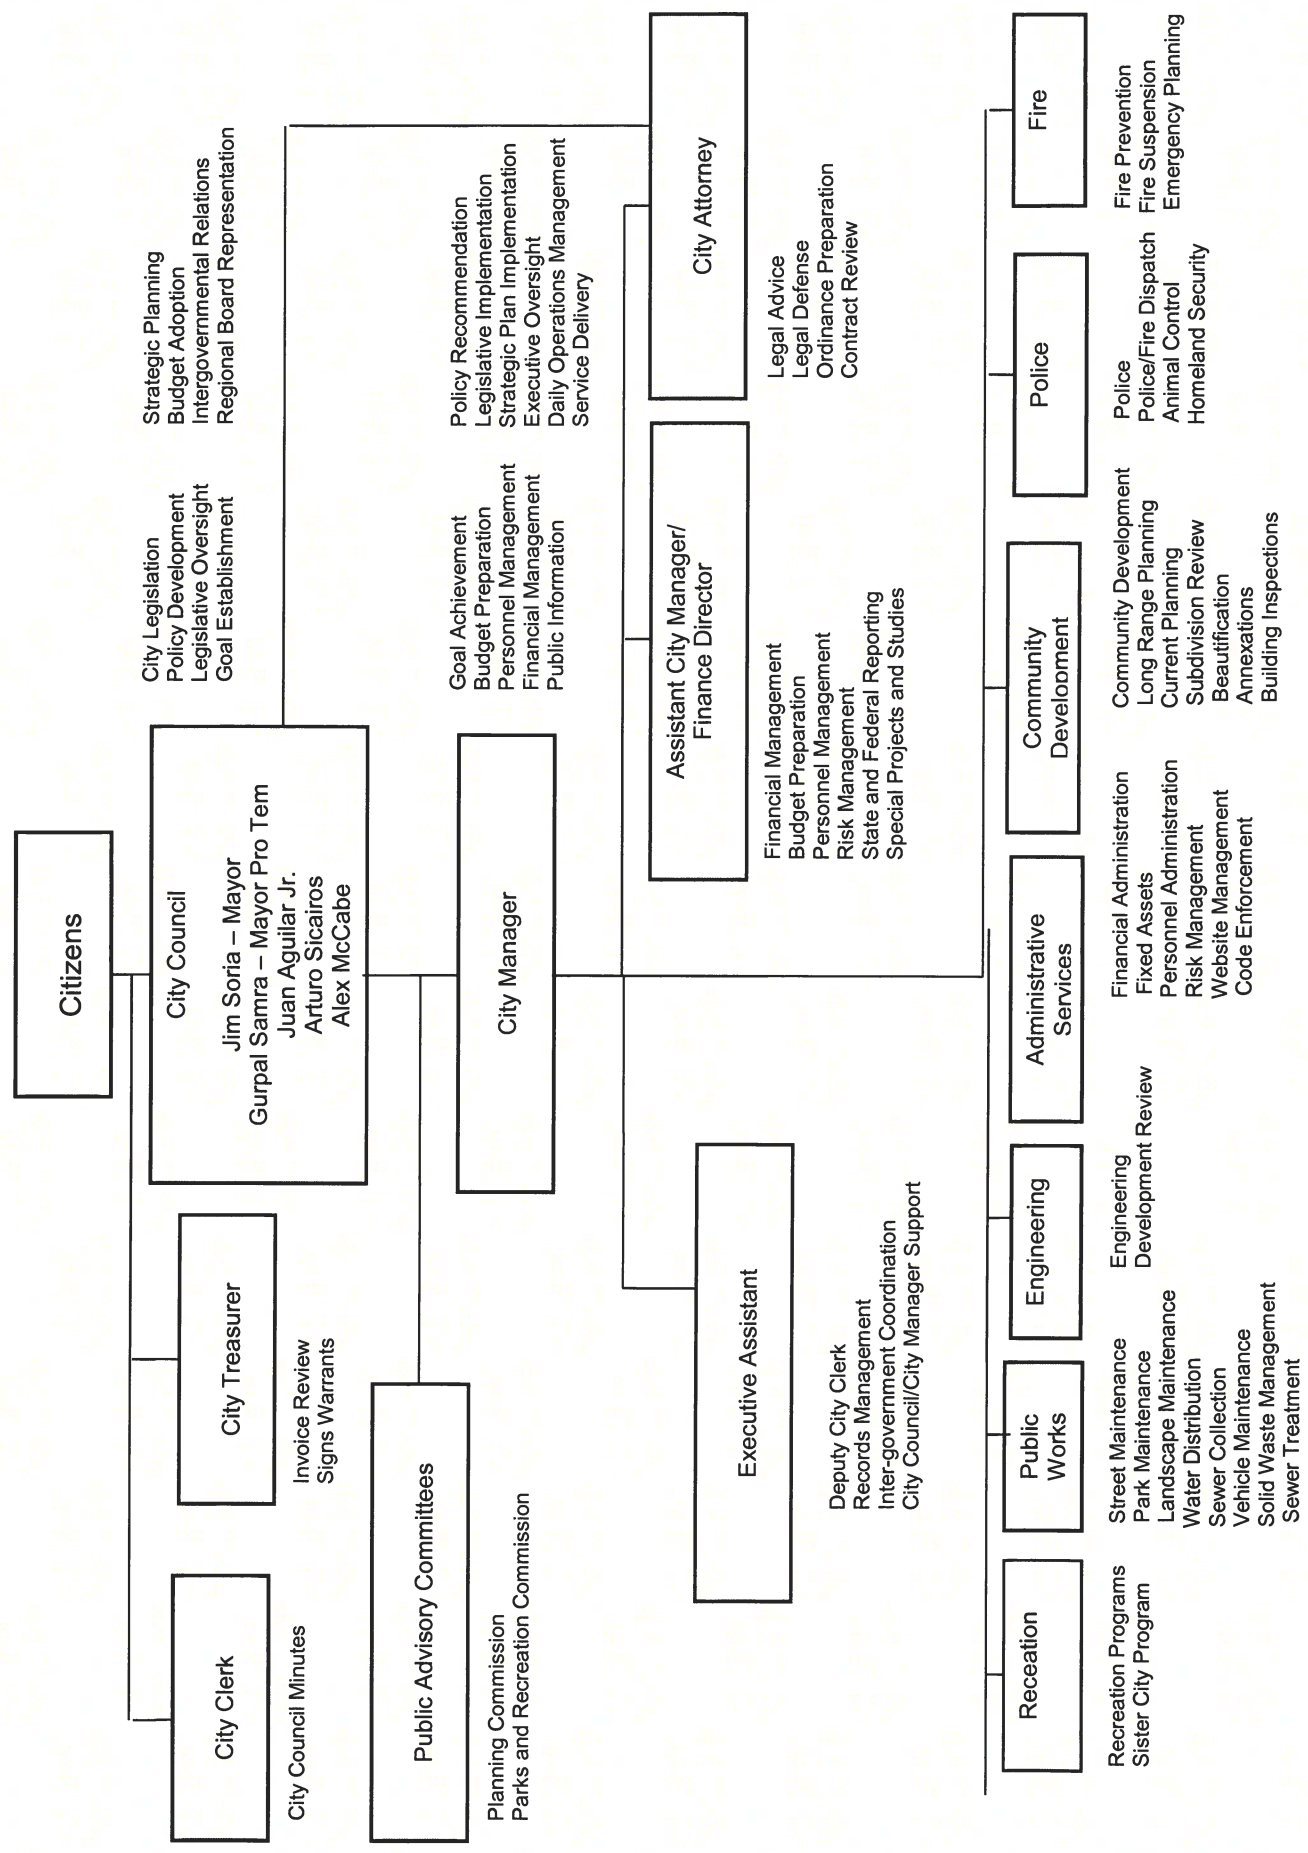 Citizens
City Council
Jim Soria – Mayor
Gurpal Samra – Mayor Pro Tem
Juan Aguilar Jr.
Arturo Sicairos
Alex McCabe
City Legislation
Policy Development
Legislative Oversight
Goal Establishment
Strategic Planning
Budget Adoption
Intergovernmental Relations
Regional Board Representation
City Clerk
City Council Minutes
City Treasurer
Invoice Review
Signs Warrants
Public Advisory Committees
Planning Commission
Parks and Recreation Commission
City Manager
Goal Achievement
Budget Preparation
Personnel Management
Financial Management
Public Information
Policy Recommendation
Legislative Implementation
Strategic Plan Implementation
Executive Oversight
Daily Operations Management
Service Delivery
Executive Assistant
Deputy City Clerk
Records Management
Inter-government Coordination
City Council/City Manager Support
Assistant City Manager/
Finance Director
Financial Management
Budget Preparation
Personnel Management
Risk Management
State and Federal Reporting
Special Projects and Studies
City Attorney
Legal Advice
Legal Defense
Ordinance Preparation
Contract Review
Receation
Recreation Programs
Sister City Program
Public
Works
Street Maintenance
Park Maintenance
Landscape Maintenance
Water Distribution
Sewer Collection
Vehicle Maintenance
Solid Waste Management
Sewer Treatment
Engineering
Engineering
Development Review
Administrative
Services
Financial Administration
Fixed Assets
Personnel Administration
Risk Management
Website Management
Code Enforcement
Community
Development
Community Development
Long Range Planning
Current Planning
Subdivision Review
Beautification
Annexations
Building Inspections
Police
Police
Police/Fire Dispatch
Animal Control
Homeland Security
Fire
Fire Prevention
Fire Suspension
Emergency Planning